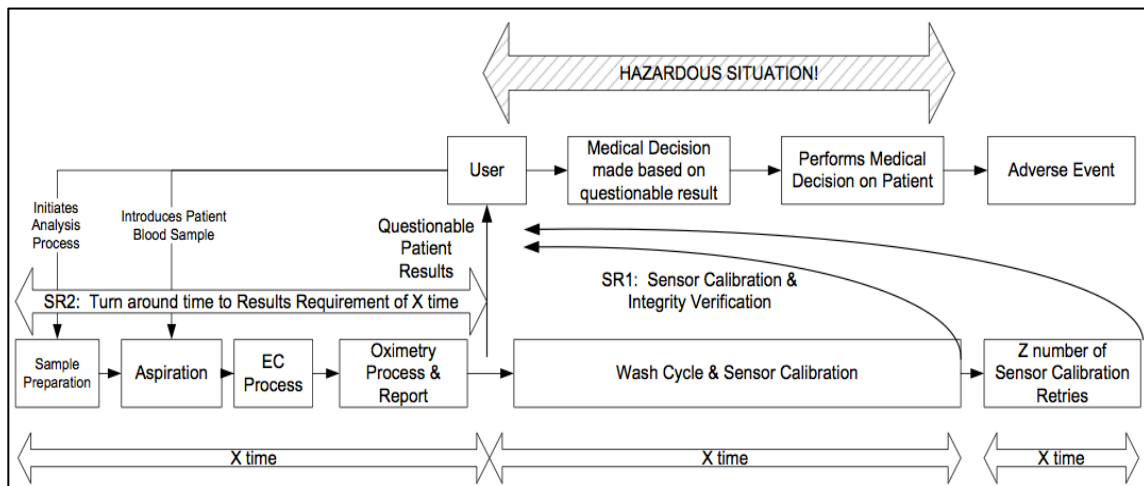 HAZARDOUS SITUATION!
User
Medical Decision
made based on
questionable result
Performs Medical
Decision on Patient
Adverse Event
Initiates
Analysis
Process
Introduces Patient
Blood Sample
Questionable
Patient
Results
SR2: Turn around time to Results Requirement of X time
SR1: Sensor Calibration &
Integrity Verification
Sample
Preparation
Aspiration
EC
Process
Oximetry
Process &
Report
Wash Cycle & Sensor Calibration
Z number of
Sensor Calibration
Retries
X time
X time
X time